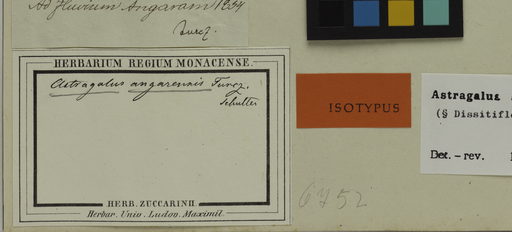 Ad fluvium Angaram 1834
Turcz.
HERBARIUM REGIUM MONACENSE.
Astragalus angarensis Turcz.
Schultes
HERB. ZUCCARINII.
Herbar. Univ. Ludov. Maximil.
ISOTYPUS
Astragalus
(§ Dissitifl
Det. – rev.
6752